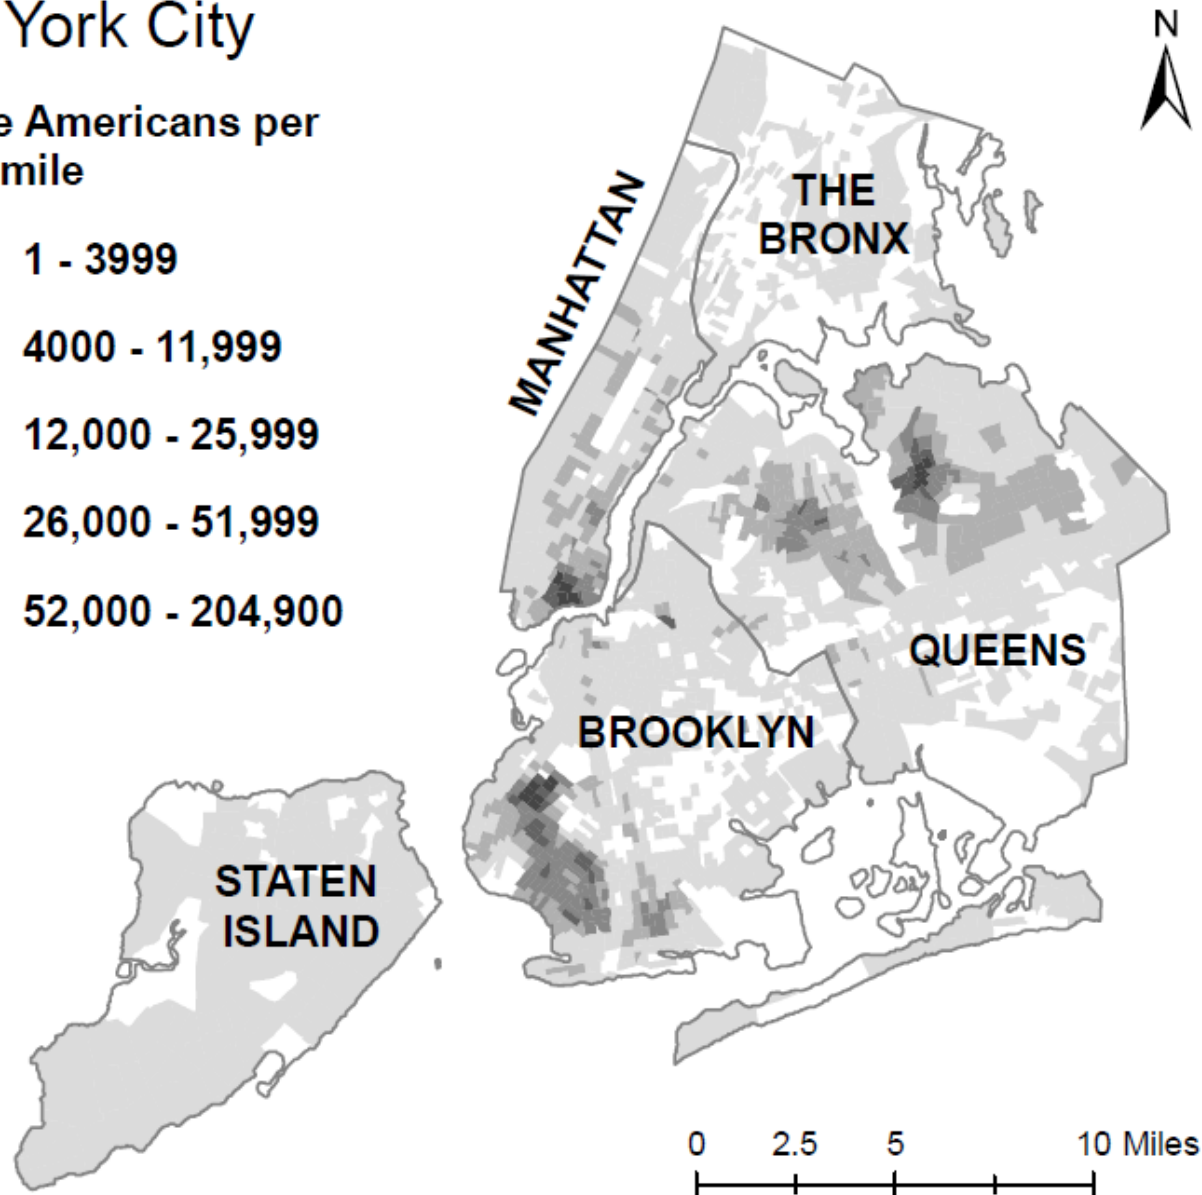 York City
e Americans per
mile
1 - 3999
4000 - 11,999
12,000 - 25,999
26,000 - 51,999
52,000 - 204,900
N
MANHATTAN
THE
BRONX
QUEENS
BROOKLYN
STATEN
ISLAND
0 2.5 5 10 Miles